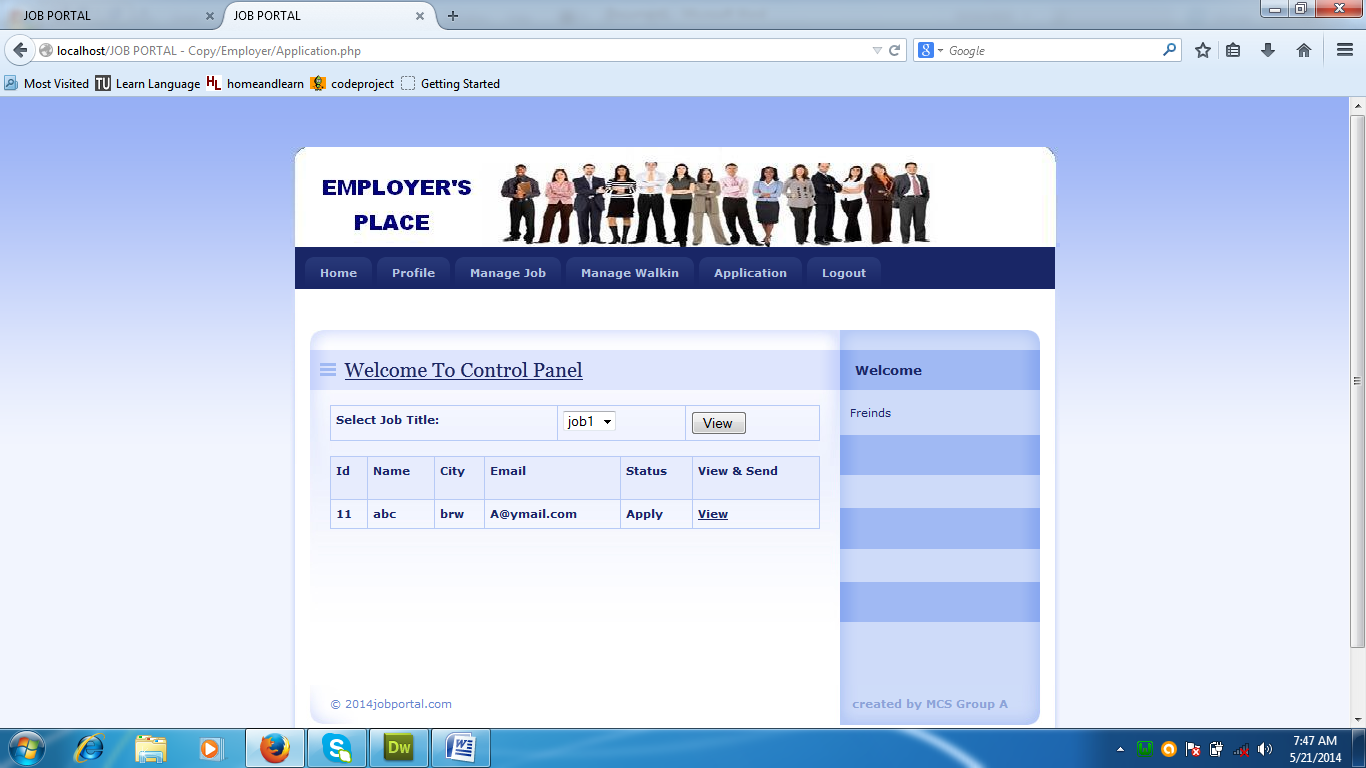 JOB PORTAL
JOB PORTAL
localhost/JOB PORTAL - Copy/Employer/Application.php
Google
Most Visited
Learn Language
homeandlearn
codeproject
Getting Started
EMPLOYER'S
PLACE
Home Profile Manage Job Manage Walkin Application Logout
Welcome To Control Panel
Welcome
Select Job Title: job1 View
Freinds
Id Name City Email Status View & Send
11 abc brw A@ymail.com Apply View
© 2014jobportal.com
created by MCS Group A
7:47 AM
5/21/2014